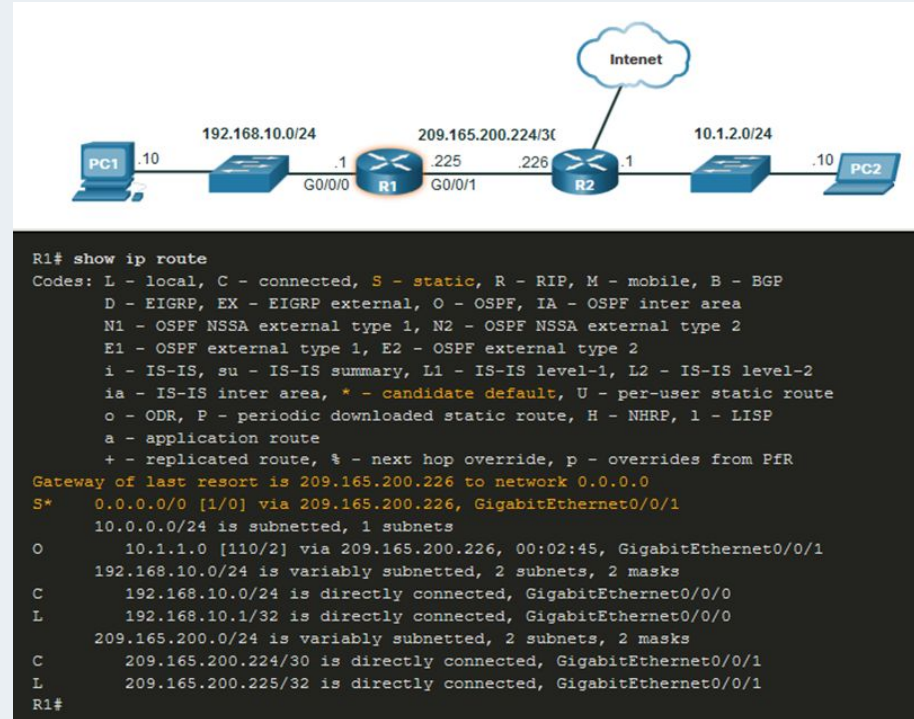 Intenet
192.168.10.0/24
209.165.200.224/30
10.1.2.0/24
PC1
.10
.1
G0/0/0
R1
.225
G0/0/1
.226
R2
.1
.10
PC2
R1# show ip route
Codes: L - local, C - connected, S - static, R - RIP, M - mobile, B - BGP
D - EIGRP, EX - EIGRP external, O - OSPF, IA - OSPF inter area
N1 - OSPF NSSA external type 1, N2 - OSPF NSSA external type 2
E1 - OSPF external type 1, E2 - OSPF external type 2
i - IS-IS, su - IS-IS summary, L1 - IS-IS level-1, L2 - IS-IS level-2
ia - IS-IS inter area, * - candidate default, U - per-user static route
o - ODR, P - periodic downloaded static route, H - NHRP, l - LISP
a - application route
+ - replicated route, % - next hop override, p - overrides from PfR
Gateway of last resort is 209.165.200.226 to network 0.0.0.0
S* 0.0.0.0/0 [1/0] via 209.165.200.226, GigabitEthernet0/0/1
10.0.0.0/24 is subnetted, 1 subnets
O 10.1.1.0 [110/2] via 209.165.200.226, 00:02:45, GigabitEthernet0/0/1
192.168.10.0/24 is variably subnetted, 2 subnets, 2 masks
C 192.168.10.0/24 is directly connected, GigabitEthernet0/0/0
L 192.168.10.1/32 is directly connected, GigabitEthernet0/0/0
209.165.200.0/24 is variably subnetted, 2 subnets, 2 masks
C 209.165.200.224/30 is directly connected, GigabitEthernet0/0/1
L 209.165.200.225/32 is directly connected, GigabitEthernet0/0/1
R1#